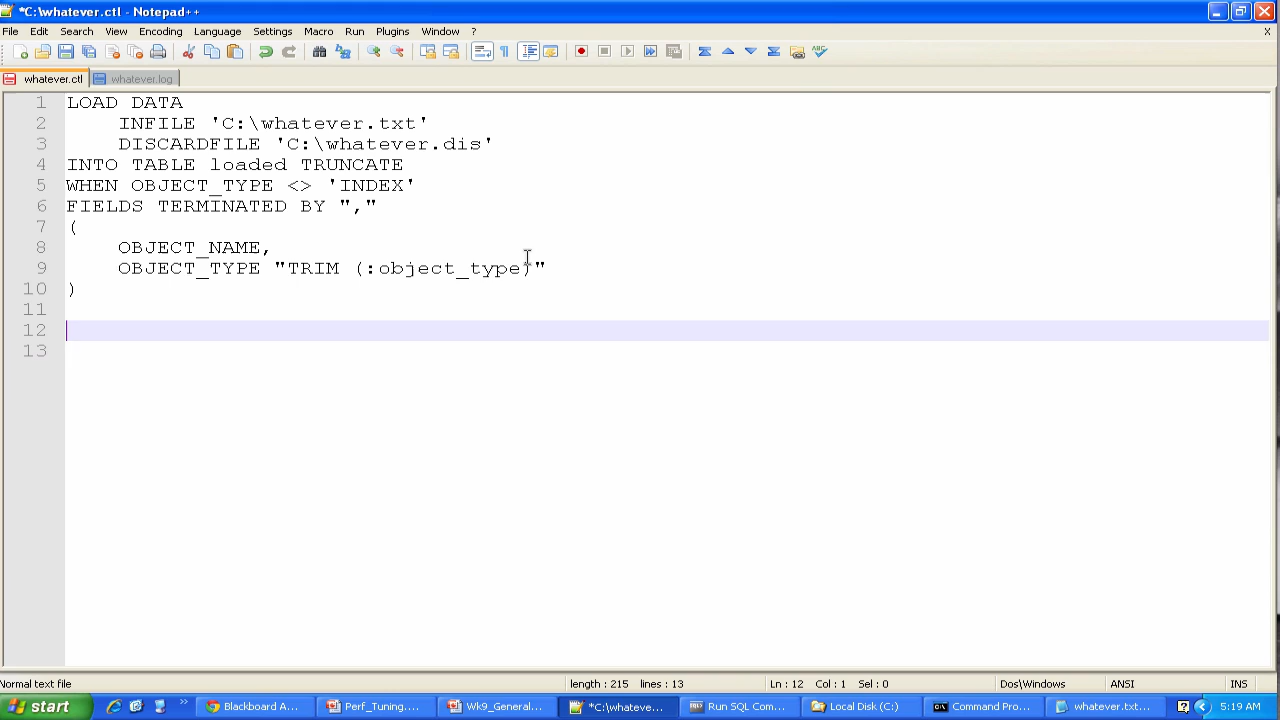 *C:\whatever.ctl - Notepad++
File Edit Search View Encoding Language Settings Macro Run Plugins Window ?
X
whatever.ctl whatever.log
1 LOAD DATA
2 INFILE 'C:\whatever.txt'
3 DISCARDFILE 'C:\whatever.dis'
4 INTO TABLE loaded TRUNCATE
5 WHEN OBJECT_TYPE <> 'INDEX'
6 FIELDS TERMINATED BY ","
7 (
8 OBJECT_NAME,
9 OBJECT_TYPE "TRIM (:object_type)"
10 )
11
12
13
Normal text file length : 215 lines : 13 Ln : 12 Col : 1 Sel : 0 Dos\Windows ANSI INS
start Blackboard A... Perf_Tuning.... Wk9_General... *C:\whateve... Run SQL Com... Local Disk (C:) Command Pro... whatever.txt... 5:19 AM